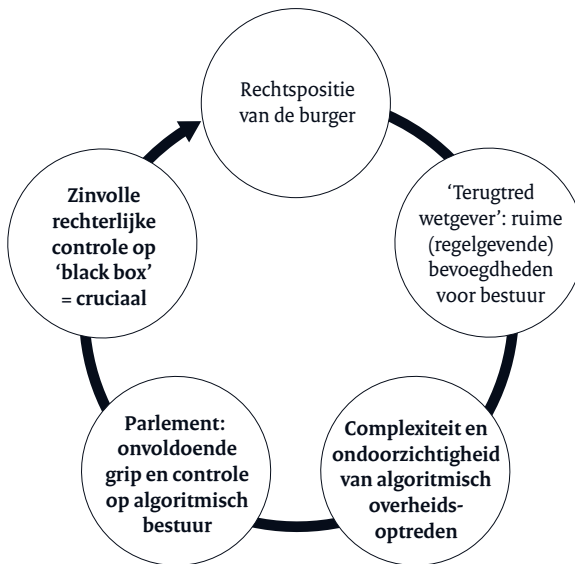 Rechtspositie
van de burger
‘Terugtred
wetgever’: ruime
(regelgevende)
bevoegdheden
voor bestuur
Complexiteit en
ondoorzichtigheid
van algoritmisch
overheids-
optreden
Parlement:
onvoldoende
grip en controle
op algoritmisch
bestuur
Zinvolle
rechterlijke
controle op
‘black box’
= cruciaal